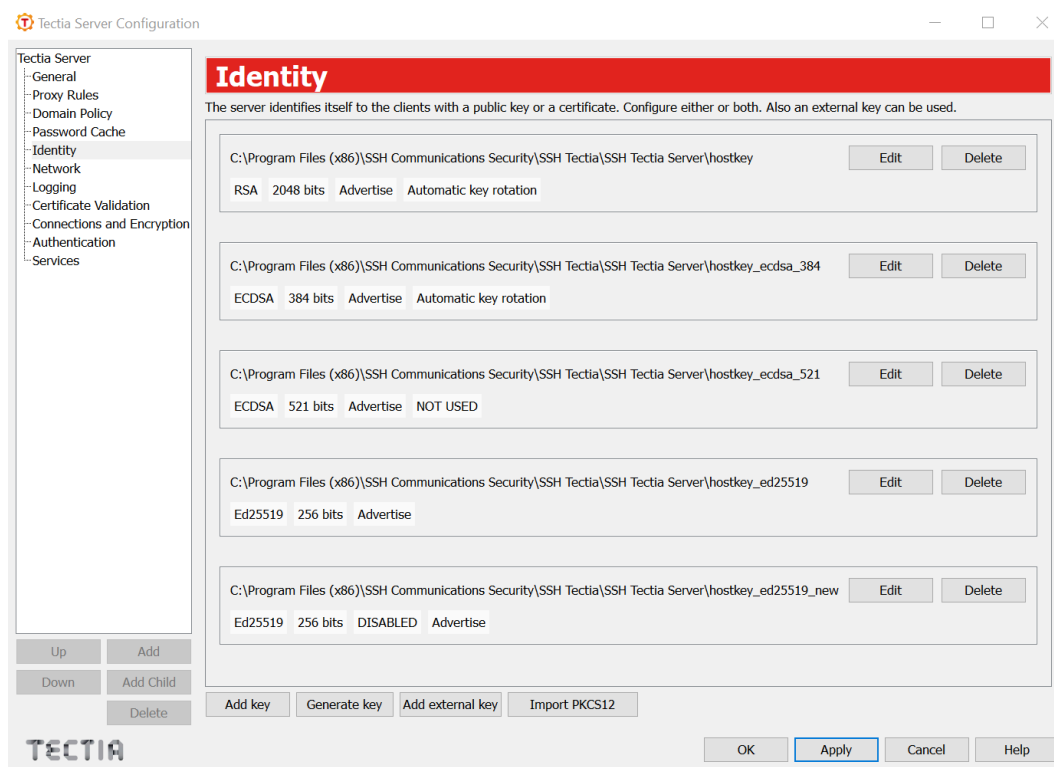 Tectia Server Configuration
Tectia Server
General
Proxy Rules
Domain Policy
Password Cache
Identity
Network
Logging
Certificate Validation
Connections and Encryption
Authentication
Services
Up
Add
Down
Add Child
Delete
TECTIA
Identity
The server identifies itself to the clients with a public key or a certificate. Configure either or both. Also an external key can be used.
C:\Program Files (x86)\SSH Communications Security\SSH Tectia\SSH Tectia Server\hostkey
Edit
Delete
RSA 2048 bits Advertise Automatic key rotation
C:\Program Files (x86)\SSH Communications Security\SSH Tectia\SSH Tectia Server\hostkey_ecdsa_384
Edit
Delete
ECDSA 384 bits Advertise Automatic key rotation
C:\Program Files (x86)\SSH Communications Security\SSH Tectia\SSH Tectia Server\hostkey_ecdsa_521
Edit
Delete
ECDSA 521 bits Advertise NOT USED
C:\Program Files (x86)\SSH Communications Security\SSH Tectia\SSH Tectia Server\hostkey_ed25519
Edit
Delete
Ed25519 256 bits Advertise
C:\Program Files (x86)\SSH Communications Security\SSH Tectia\SSH Tectia Server\hostkey_ed25519_new
Edit
Delete
Ed25519 256 bits DISABLED Advertise
Add key
Generate key
Add external key
Import PKCS12
OK
Apply
Cancel
Help